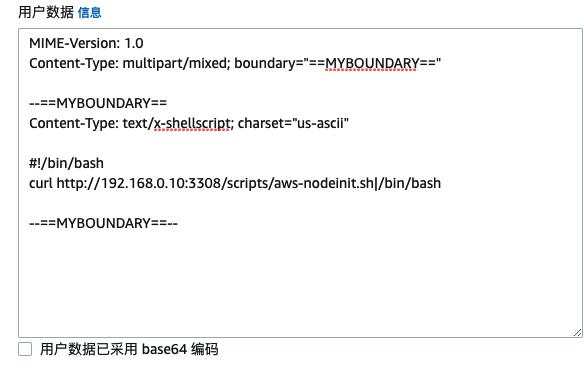 用户数据 信息
MIME-Version: 1.0
Content-Type: multipart/mixed; boundary="==MYBOUNDARY=="

--==MYBOUNDARY==
Content-Type: text/x-shellscript; charset="us-ascii"

#!/bin/bash
curl http://192.168.0.10:3308/scripts/aws-nodeinit.sh|/bin/bash

--==MYBOUNDARY==--
用户数据已采用 base64 编码